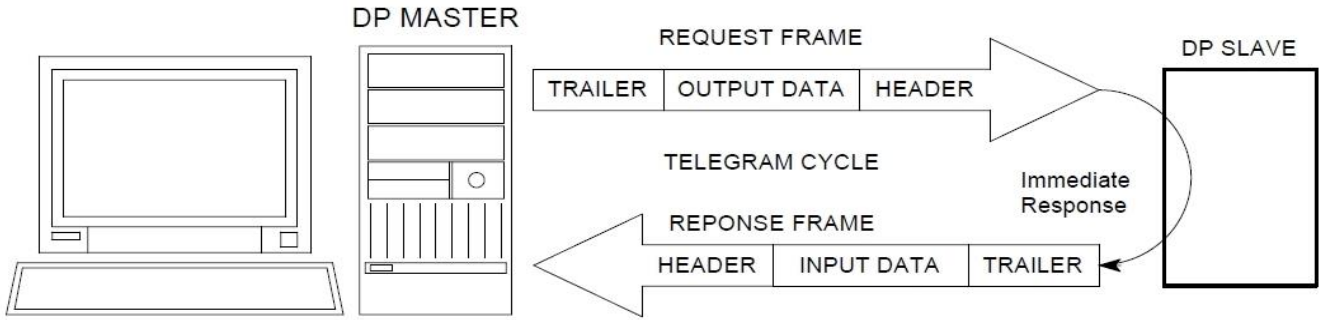 DP MASTER
REQUEST FRAME
DP SLAVE
TRAILER OUTPUT DATA HEADER
TELEGRAM CYCLE
Immediate
Response
REPONSE FRAME
HEADER INPUT DATA TRAILER